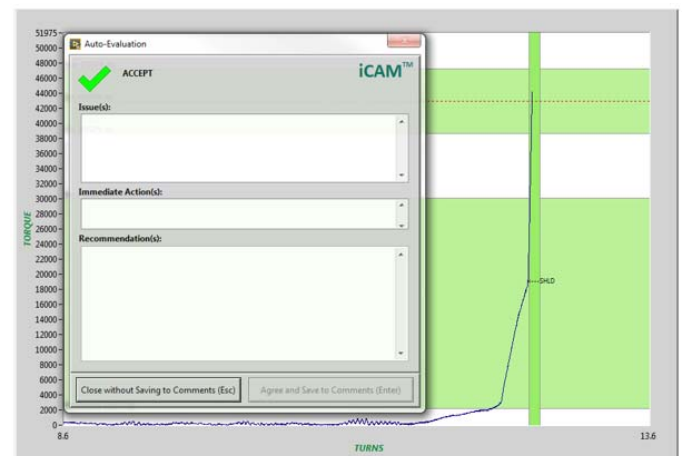 Auto-Evaluation
ACCEPT
iCAM™
Issue(s):
Immediate Action(s):
Recommendation(s):
Close without Saving to Comments (Esc)
Agree and Save to Comments (Enter)
TORQUE
51975
50000
48000
46000
44000
42000
40000
38000
36000
34000
32000
30000
28000
26000
24000
22000
20000
18000
16000
14000
12000
10000
8000
6000
4000
2000
0
SHLD
8.6
13.6
TURNS